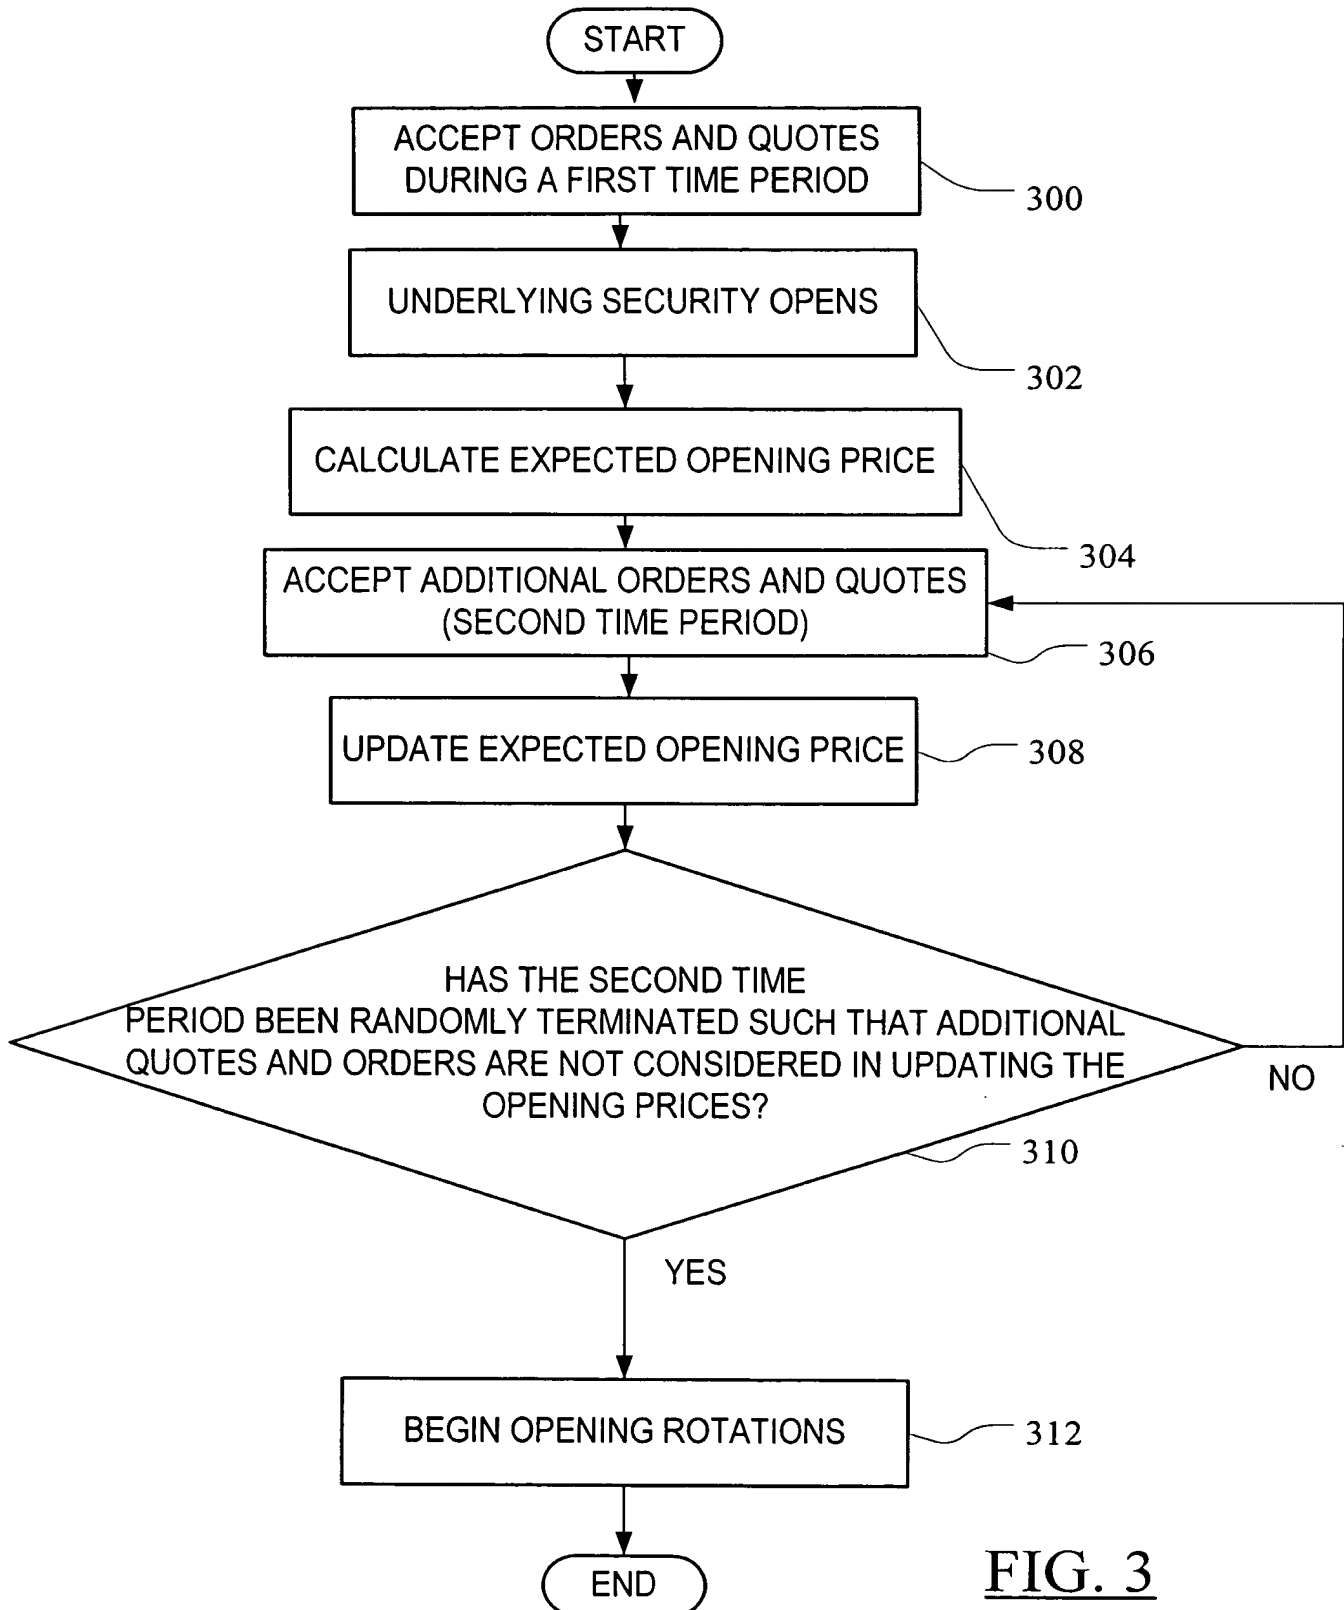 START
ACCEPT ORDERS AND QUOTES
DURING A FIRST TIME PERIOD
300
UNDERLYING SECURITY OPENS
302
CALCULATE EXPECTED OPENING PRICE
304
ACCEPT ADDITIONAL ORDERS AND QUOTES
(SECOND TIME PERIOD)
306
UPDATE EXPECTED OPENING PRICE
308
HAS THE SECOND TIME
PERIOD BEEN RANDOMLY TERMINATED SUCH THAT ADDITIONAL
QUOTES AND ORDERS ARE NOT CONSIDERED IN UPDATING THE
OPENING PRICES?
NO
310
YES
BEGIN OPENING ROTATIONS
312
END
FIG. 3